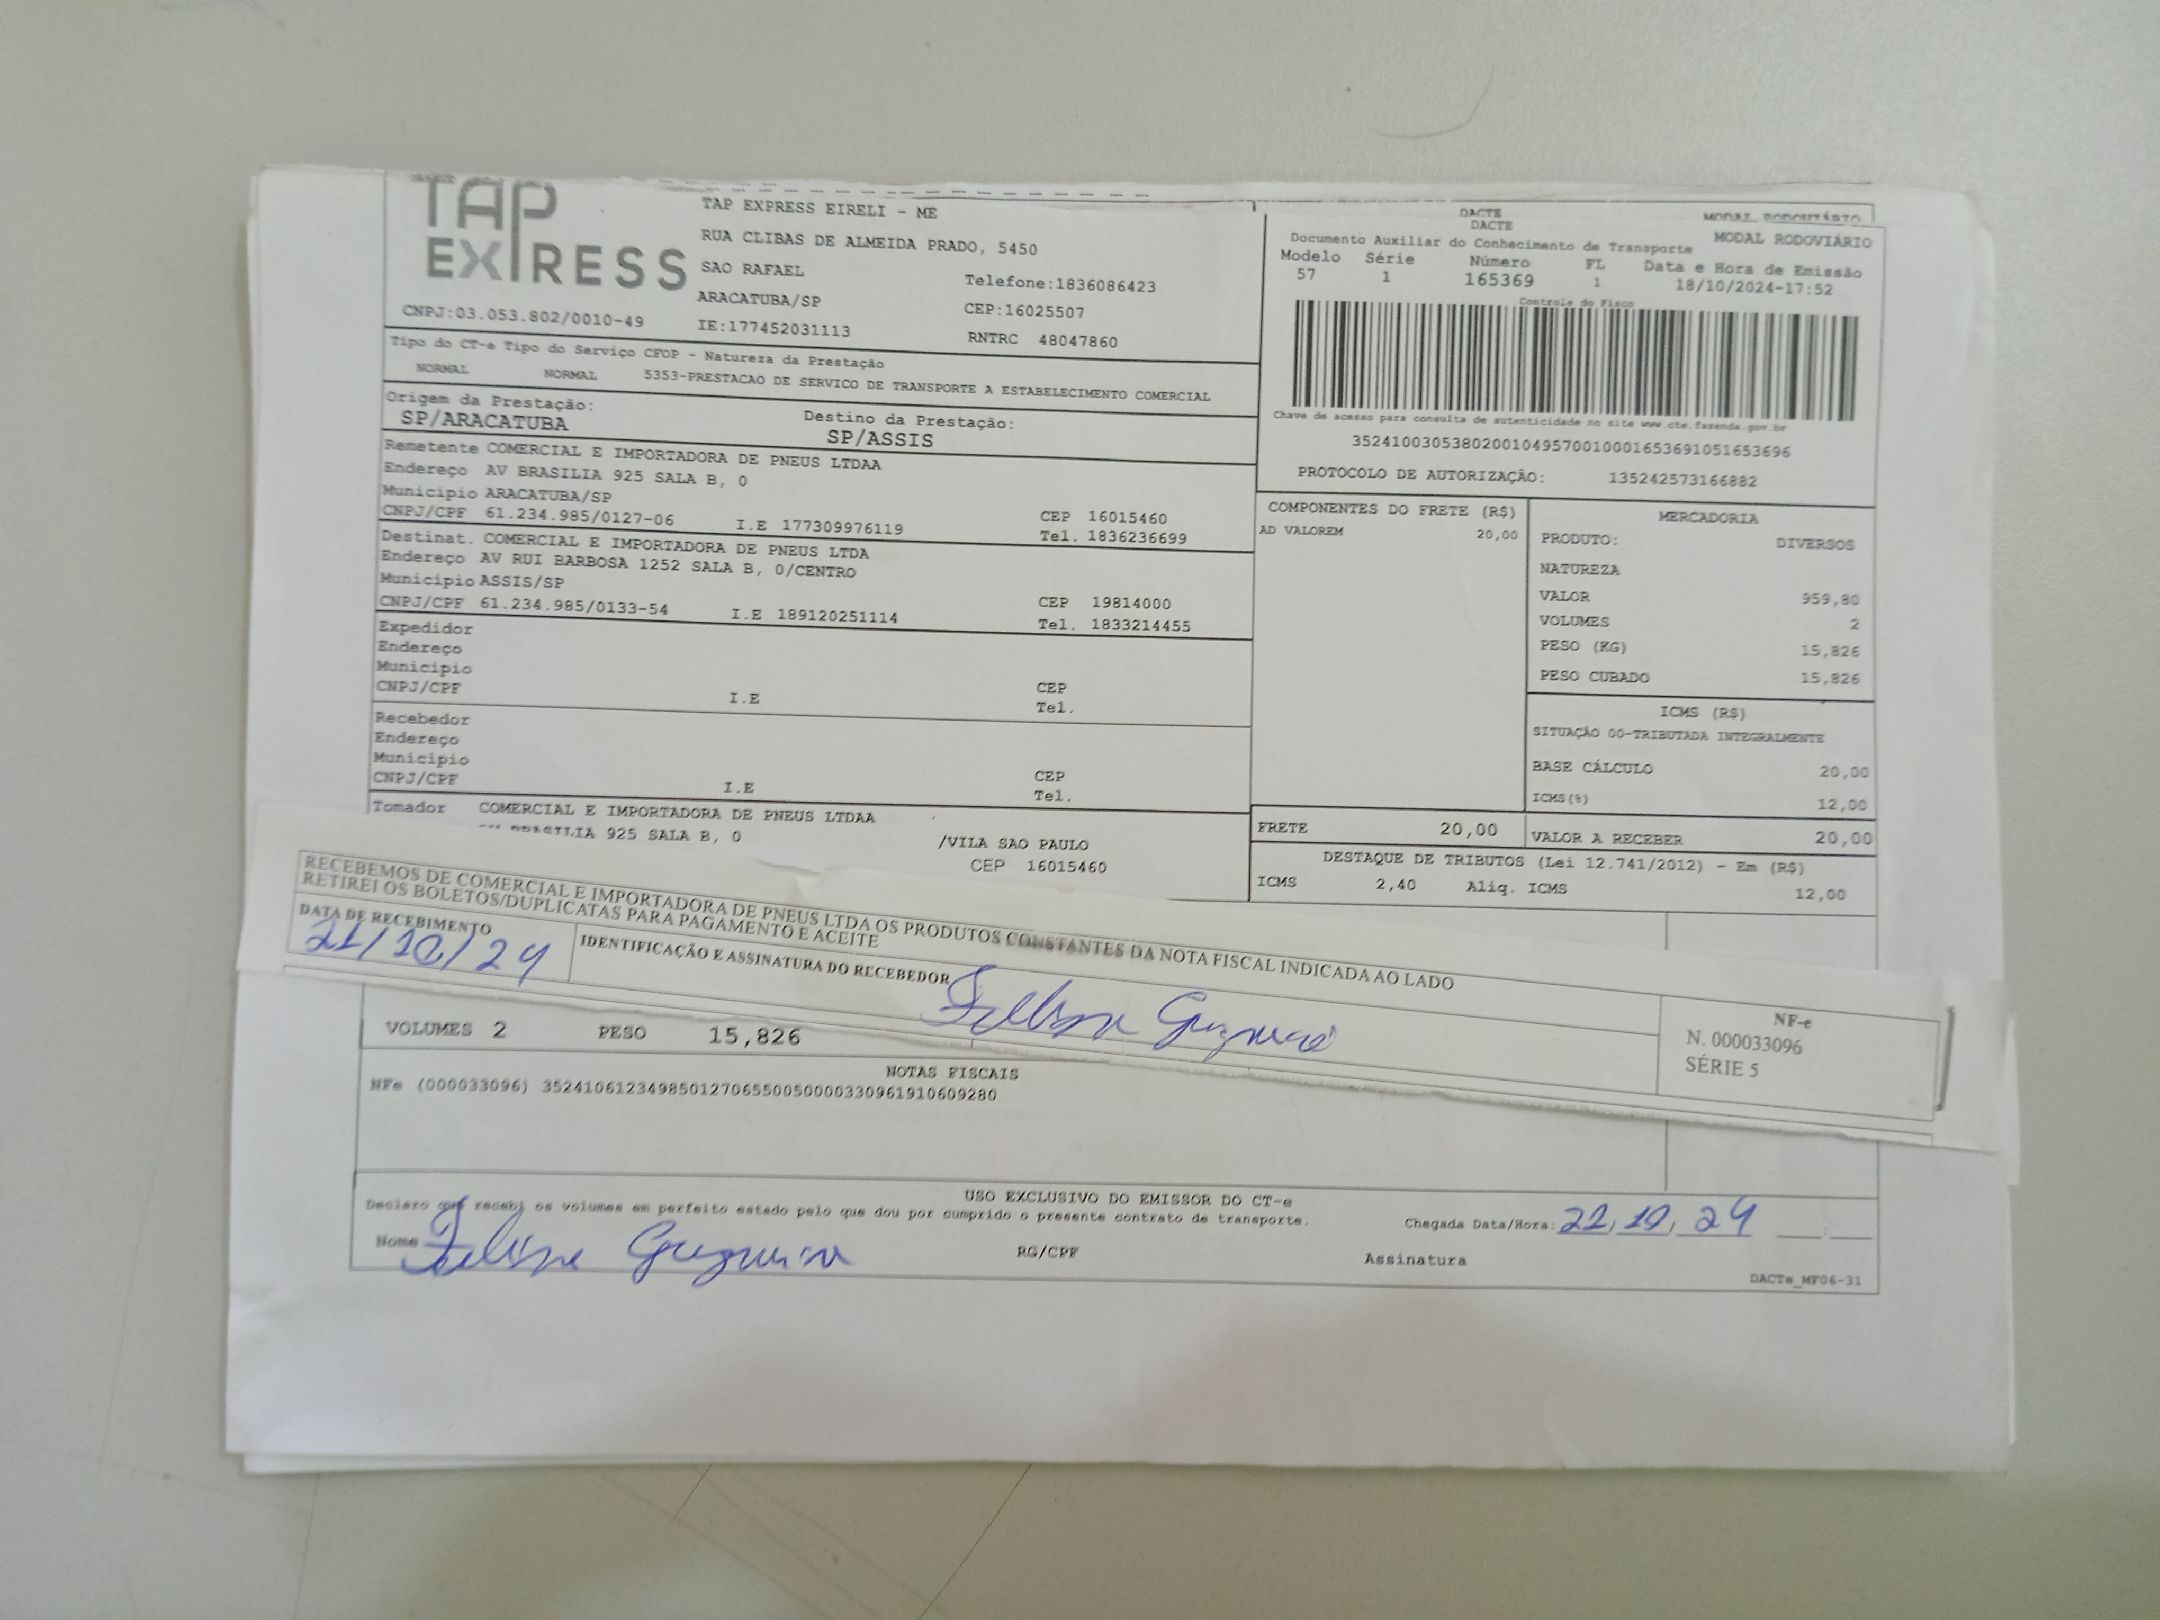 TAP
EXPRESS
CNPJ:03.053.802/0010-49
TAP EXPRESS EIRELI - ME
RUA CLIBAS DE ALMEIDA PRADO, 5450
SAO RAFAEL
ARACATUBA/SP
IE:177452031113
Telefone:1836086423
CEP:16025507
RNTRC 48047860
DACTE MODAL RODOVIÁRIO
DACTE
Documento Auxiliar do Conhecimento de Transporte MODAL RODOVIÁRIO
Modelo Série Número FL Data e Hora de Emissão
57 1 165369 1 18/10/2024-17:52
Controle do Fisco
Chave de acesso para consulta de autenticidade no site www.cte.fazenda.gov.br
35241003053802001049570010001653691051653696
PROTOCOLO DE AUTORIZAÇÃO: 135242573166882
Tipo do CT-e Tipo do Serviço CFOP - Natureza da Prestação
NORMAL NORMAL 5353-PRESTACAO DE SERVICO DE TRANSPORTE A ESTABELECIMENTO COMERCIAL
Origem da Prestação: Destino da Prestação:
SP/ARACATUBA SP/ASSIS
Remetente COMERCIAL E IMPORTADORA DE PNEUS LTDAA
Endereço AV BRASILIA 925 SALA B, 0
Município ARACATUBA/SP CEP 16015460
CNPJ/CPF 61.234.985/0127-06 I.E 177309976119 Tel. 1836236699
Destinat. COMERCIAL E IMPORTADORA DE PNEUS LTDA
Endereço AV RUI BARBOSA 1252 SALA B, 0/CENTRO
Município ASSIS/SP CEP 19814000
CNPJ/CPF 61.234.985/0133-54 I.E 189120251114 Tel. 1833214455
Expedidor
Endereço
Município CEP
CNPJ/CPF I.E Tel.
Recebedor
Endereço
Município CEP
CNPJ/CPF I.E Tel.
Tomador COMERCIAL E IMPORTADORA DE PNEUS LTDAA
925 SALA B, 0 /VILA SAO PAULO
CEP 16015460
COMPONENTES DO FRETE (R$)
AD VALOREM 20,00
MERCADORIA
PRODUTO: DIVERSOS
NATUREZA
VALOR 959,80
VOLUMES 2
PESO (KG) 15,826
PESO CUBADO 15,826
ICMS (R$)
SITUAÇÃO 00-TRIBUTADA INTEGRALMENTE
BASE CÁLCULO 20,00
ICMS(%) 12,00
FRETE 20,00 VALOR A RECEBER 20,00
DESTAQUE DE TRIBUTOS (Lei 12.741/2012) - Em (R$)
ICMS 2,40 Aliq. ICMS 12,00
RECEBEMOS DE COMERCIAL E IMPORTADORA DE PNEUS LTDA OS PRODUTOS CONSTANTES DA NOTA FISCAL INDICADA AO LADO
RETIREI OS BOLETOS/DUPLICATAS PARA PAGAMENTO E ACEITE
DATA DE RECEBIMENTO IDENTIFICAÇÃO E ASSINATURA DO RECEBEDOR
21/10/24
NF-e
N. 000033096
SÉRIE 5
VOLUMES 2 PESO 15,826
NOTAS FISCAIS
NFe (000033096) 35241061234985012706550050000330961910609280
USO EXCLUSIVO DO EMISSOR DO CT-e
Declaro que recebi os volumes em perfeito estado pelo que dou por cumprido o presente contrato de transporte. Chegada Data/Hora: 21, 10, 24
Nome RG/CPF Assinatura
DACTe_MF06-31